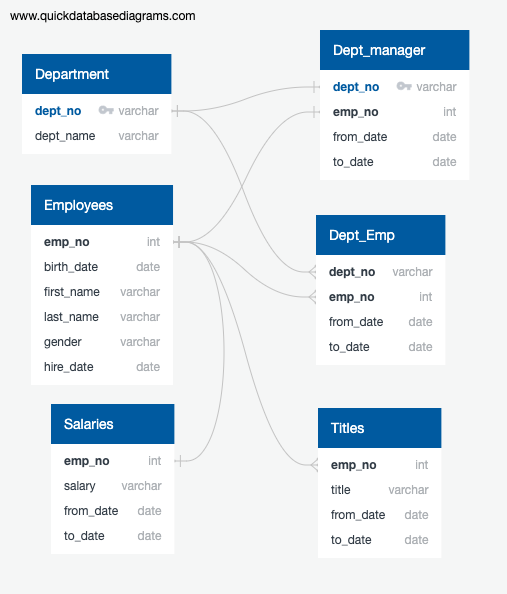 www.quickdatabasediagrams.com
Department
dept_no varchar
dept_name varchar
Dept_manager
dept_no varchar
emp_no int
from_date date
to_date date
Employees
emp_no int
birth_date date
first_name varchar
last_name varchar
gender varchar
hire_date date
Dept_Emp
dept_no varchar
emp_no int
from_date date
to_date date
Salaries
emp_no int
salary varchar
from_date date
to_date date
Titles
emp_no int
title varchar
from_date date
to_date date